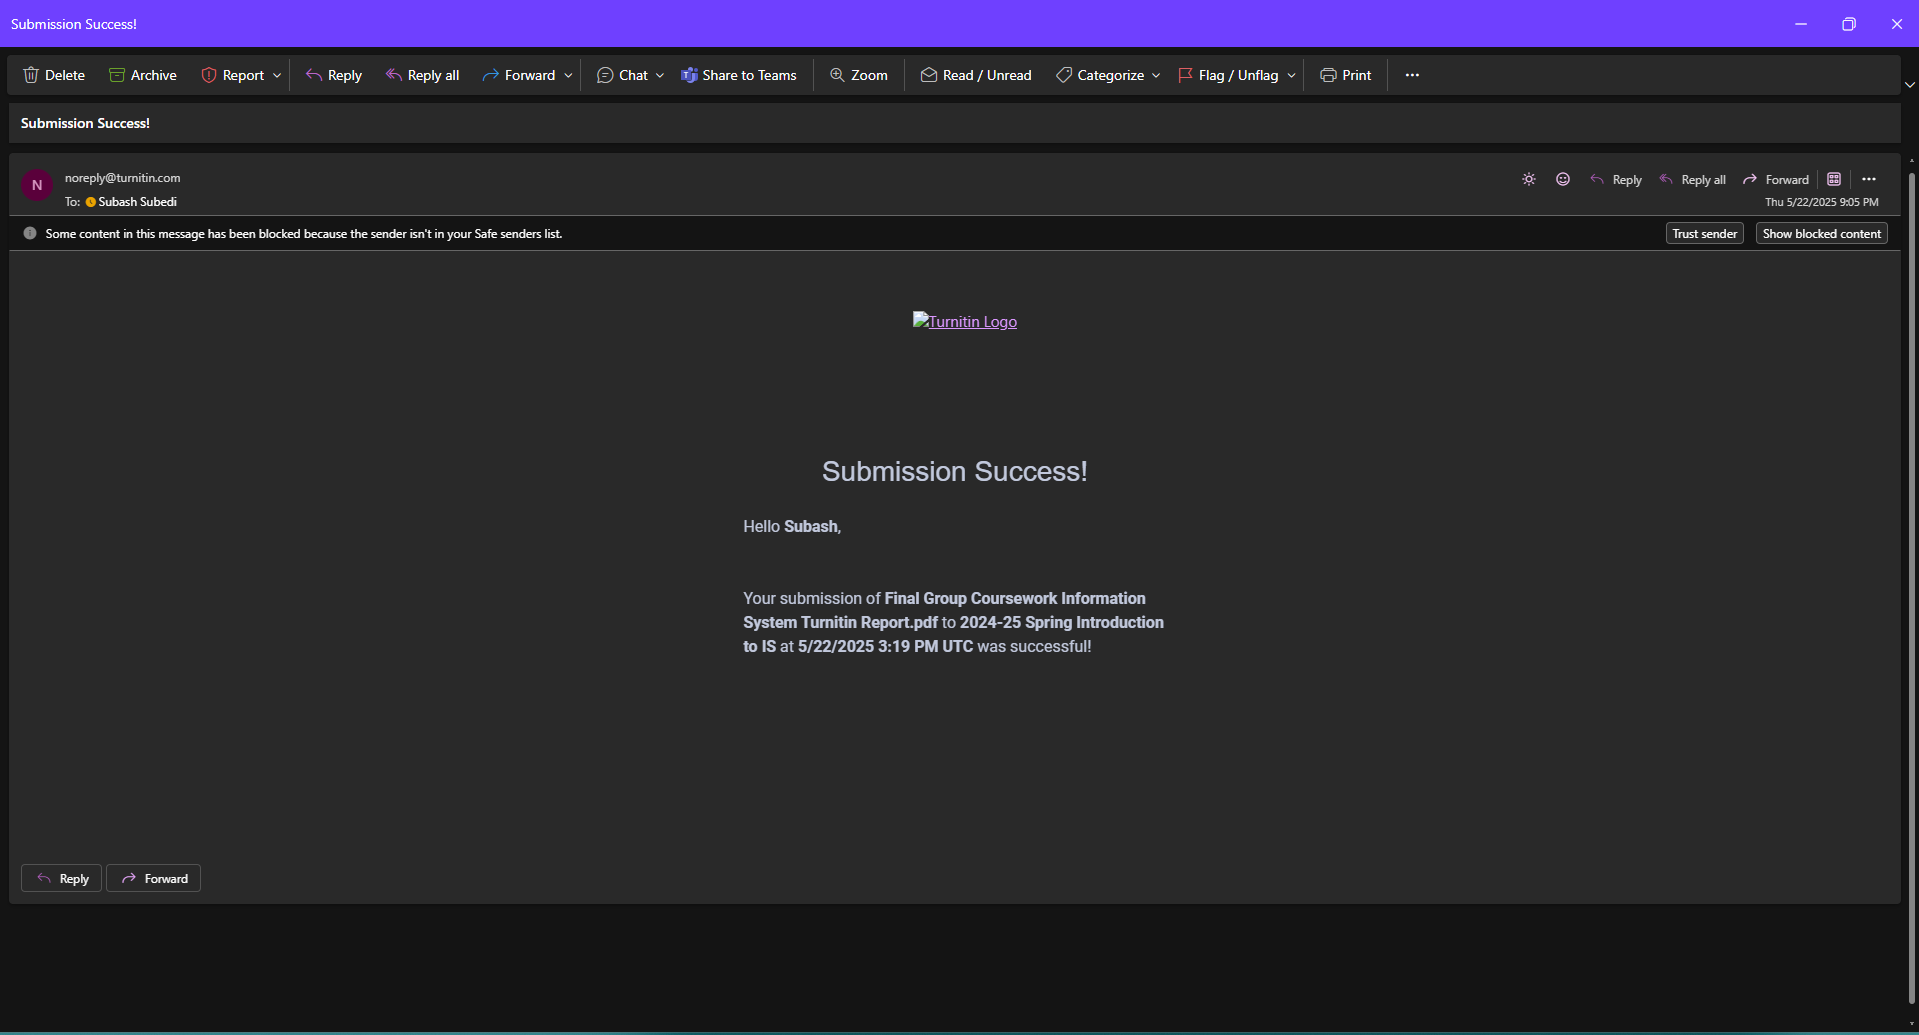 Submission Success!
Delete Archive Report Reply Reply all Forward Chat Share to Teams Zoom Read / Unread Categorize Flag / Unflag Print
Submission Success!
N
noreply@turnitin.com
Reply Reply all Forward
To: Subash Subedi
Thu 5/22/2025 9:05 PM
Some content in this message has been blocked because the sender isn't in your Safe senders list.
Trust sender Show blocked content
Turnitin Logo
Submission Success!
Hello Subash,
Your submission of Final Group Coursework Information
System Turnitin Report.pdf to 2024-25 Spring Introduction
to IS at 5/22/2025 3:19 PM UTC was successful!
Reply Forward